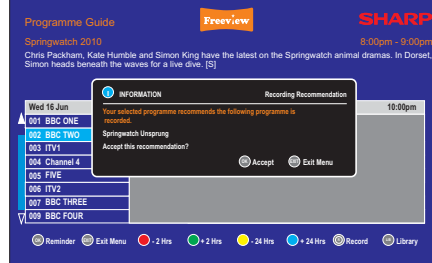 Programme Guide
Freeview
SHARP
Springwatch 2010
8:00pm - 9:00pm
Chris Packham, Kate Humble and Simon King have the latest on the Springwatch animal dramas. In Dorset,
Simon heads beneath the waves for a live dive. [S]
i INFORMATION
Recording Recommendation
Your selected programme recommends the following programme is
recorded.
Springwatch Unsprung
Accept this recommendation?
OK Accept
EXIT Exit Menu
Wed 16 Jun
10:00pm
001 BBC ONE
002 BBC TWO
003 ITV1
004 Channel 4
005 FIVE
006 ITV2
007 BBC THREE
009 BBC FOUR
OK Reminder
EXIT Exit Menu
- 2 Hrs
+ 2 Hrs
- 24 Hrs
+ 24 Hrs
Record
Library